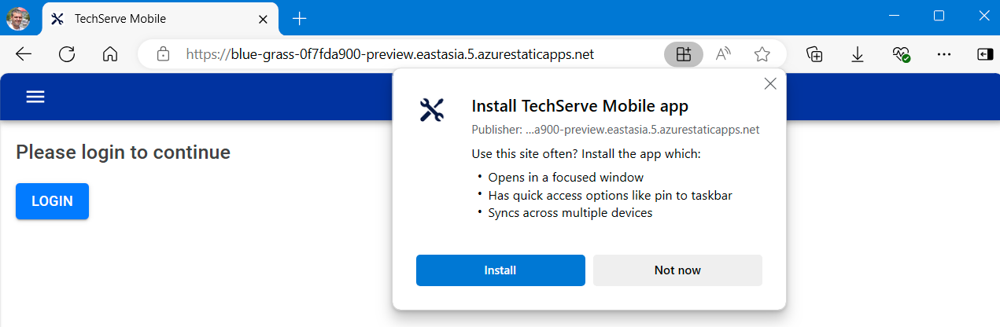 TechServe Mobile
https://blue-grass-0f7fda900-preview.eastasia.5.azurestaticapps.net
Install TechServe Mobile app
Publisher: ...a900-preview.eastasia.5.azurestaticapps.net
Use this site often? Install the app which:
• Opens in a focused window
• Has quick access options like pin to taskbar
• Syncs across multiple devices
Install
Not now
Please login to continue
LOGIN